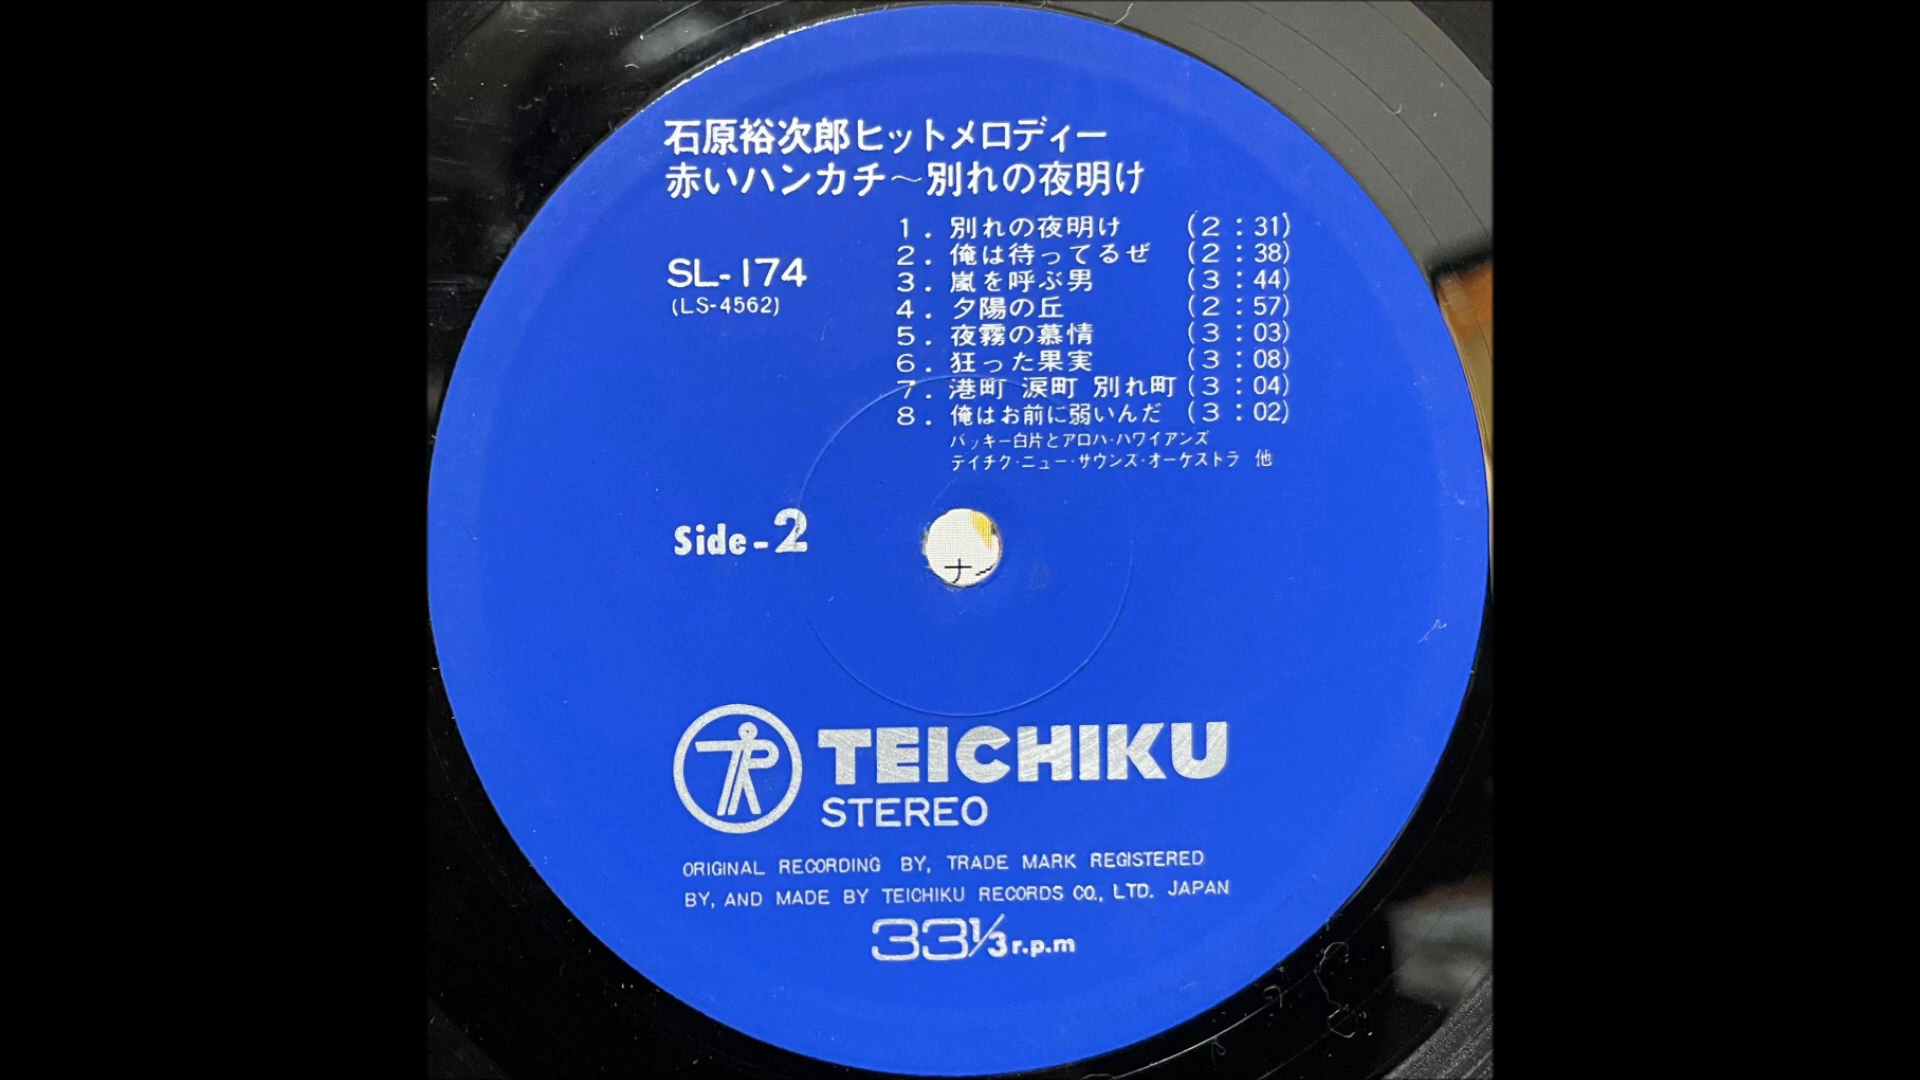 石原裕次郎ヒットメロディー
赤いハンカチ～別れの夜明け
SL-174
(LS-4562)
1. 別れの夜明け (2:31)
2. 俺は待ってるぜ (2:38)
3. 嵐を呼ぶ男 (3:44)
4. 夕陽の丘 (2:57)
5. 夜霧の慕情 (3:03)
6. 狂った果実 (3:08)
7. 港町 涙町 別れ町 (3:04)
8. 俺はお前に弱いんだ (3:02)
バッキー白片とアロハ・ハワイアンズ
テイチク・ニュー・サウンズ・オーケストラ 他
Side-2
ナ
TEICHIKU
STEREO
ORIGINAL RECORDING BY, TRADE MARK REGISTERED
BY, AND MADE BY TEICHIKU RECORDS CO., LTD. JAPAN
33⅓ r.p.m